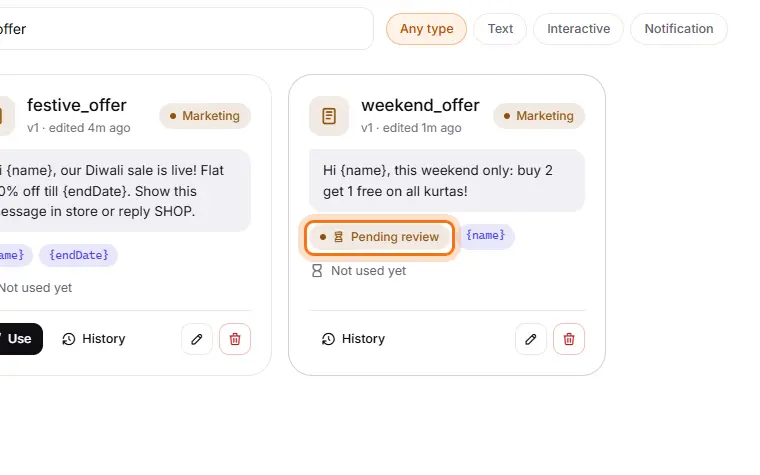 offer
Any type
Text
Interactive
Notification
festive_offer
Marketing
v1 · edited 4m ago
{name}, our Diwali sale is live! Flat
off till {endDate}. Show this
in store or reply SHOP.
{endDate}
Not used yet
Use
History
weekend_offer
Marketing
v1 · edited 1m ago
Hi {name}, this weekend only: buy 2
get 1 free on all kurtas!
Pending review
{name}
Not used yet
History